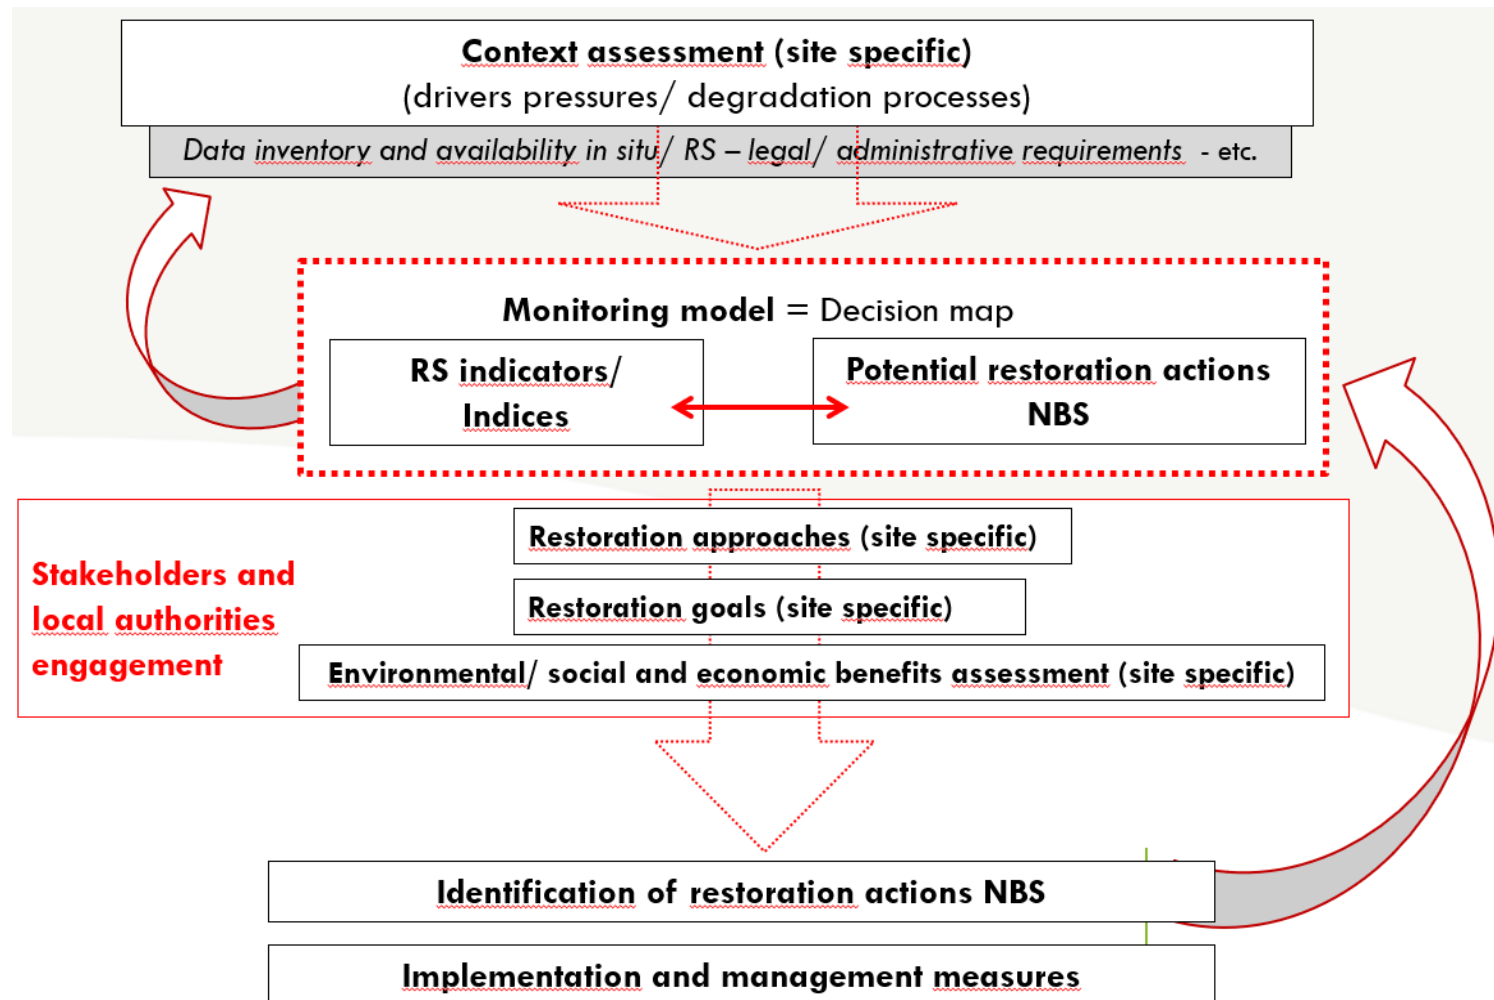 Context assessment (site specific)
(drivers pressures/ degradation processes)
Data inventory and availability in situ/ RS – legal/ administrative requirements - etc.
Monitoring model = Decision map
RS indicators/
Indices
Potential restoration actions
NBS
Stakeholders and
local authorities
engagement
Restoration approaches (site specific)
Restoration goals (site specific)
Environmental/ social and economic benefits assessment (site specific)
Identification of restoration actions NBS
Implementation and management measures